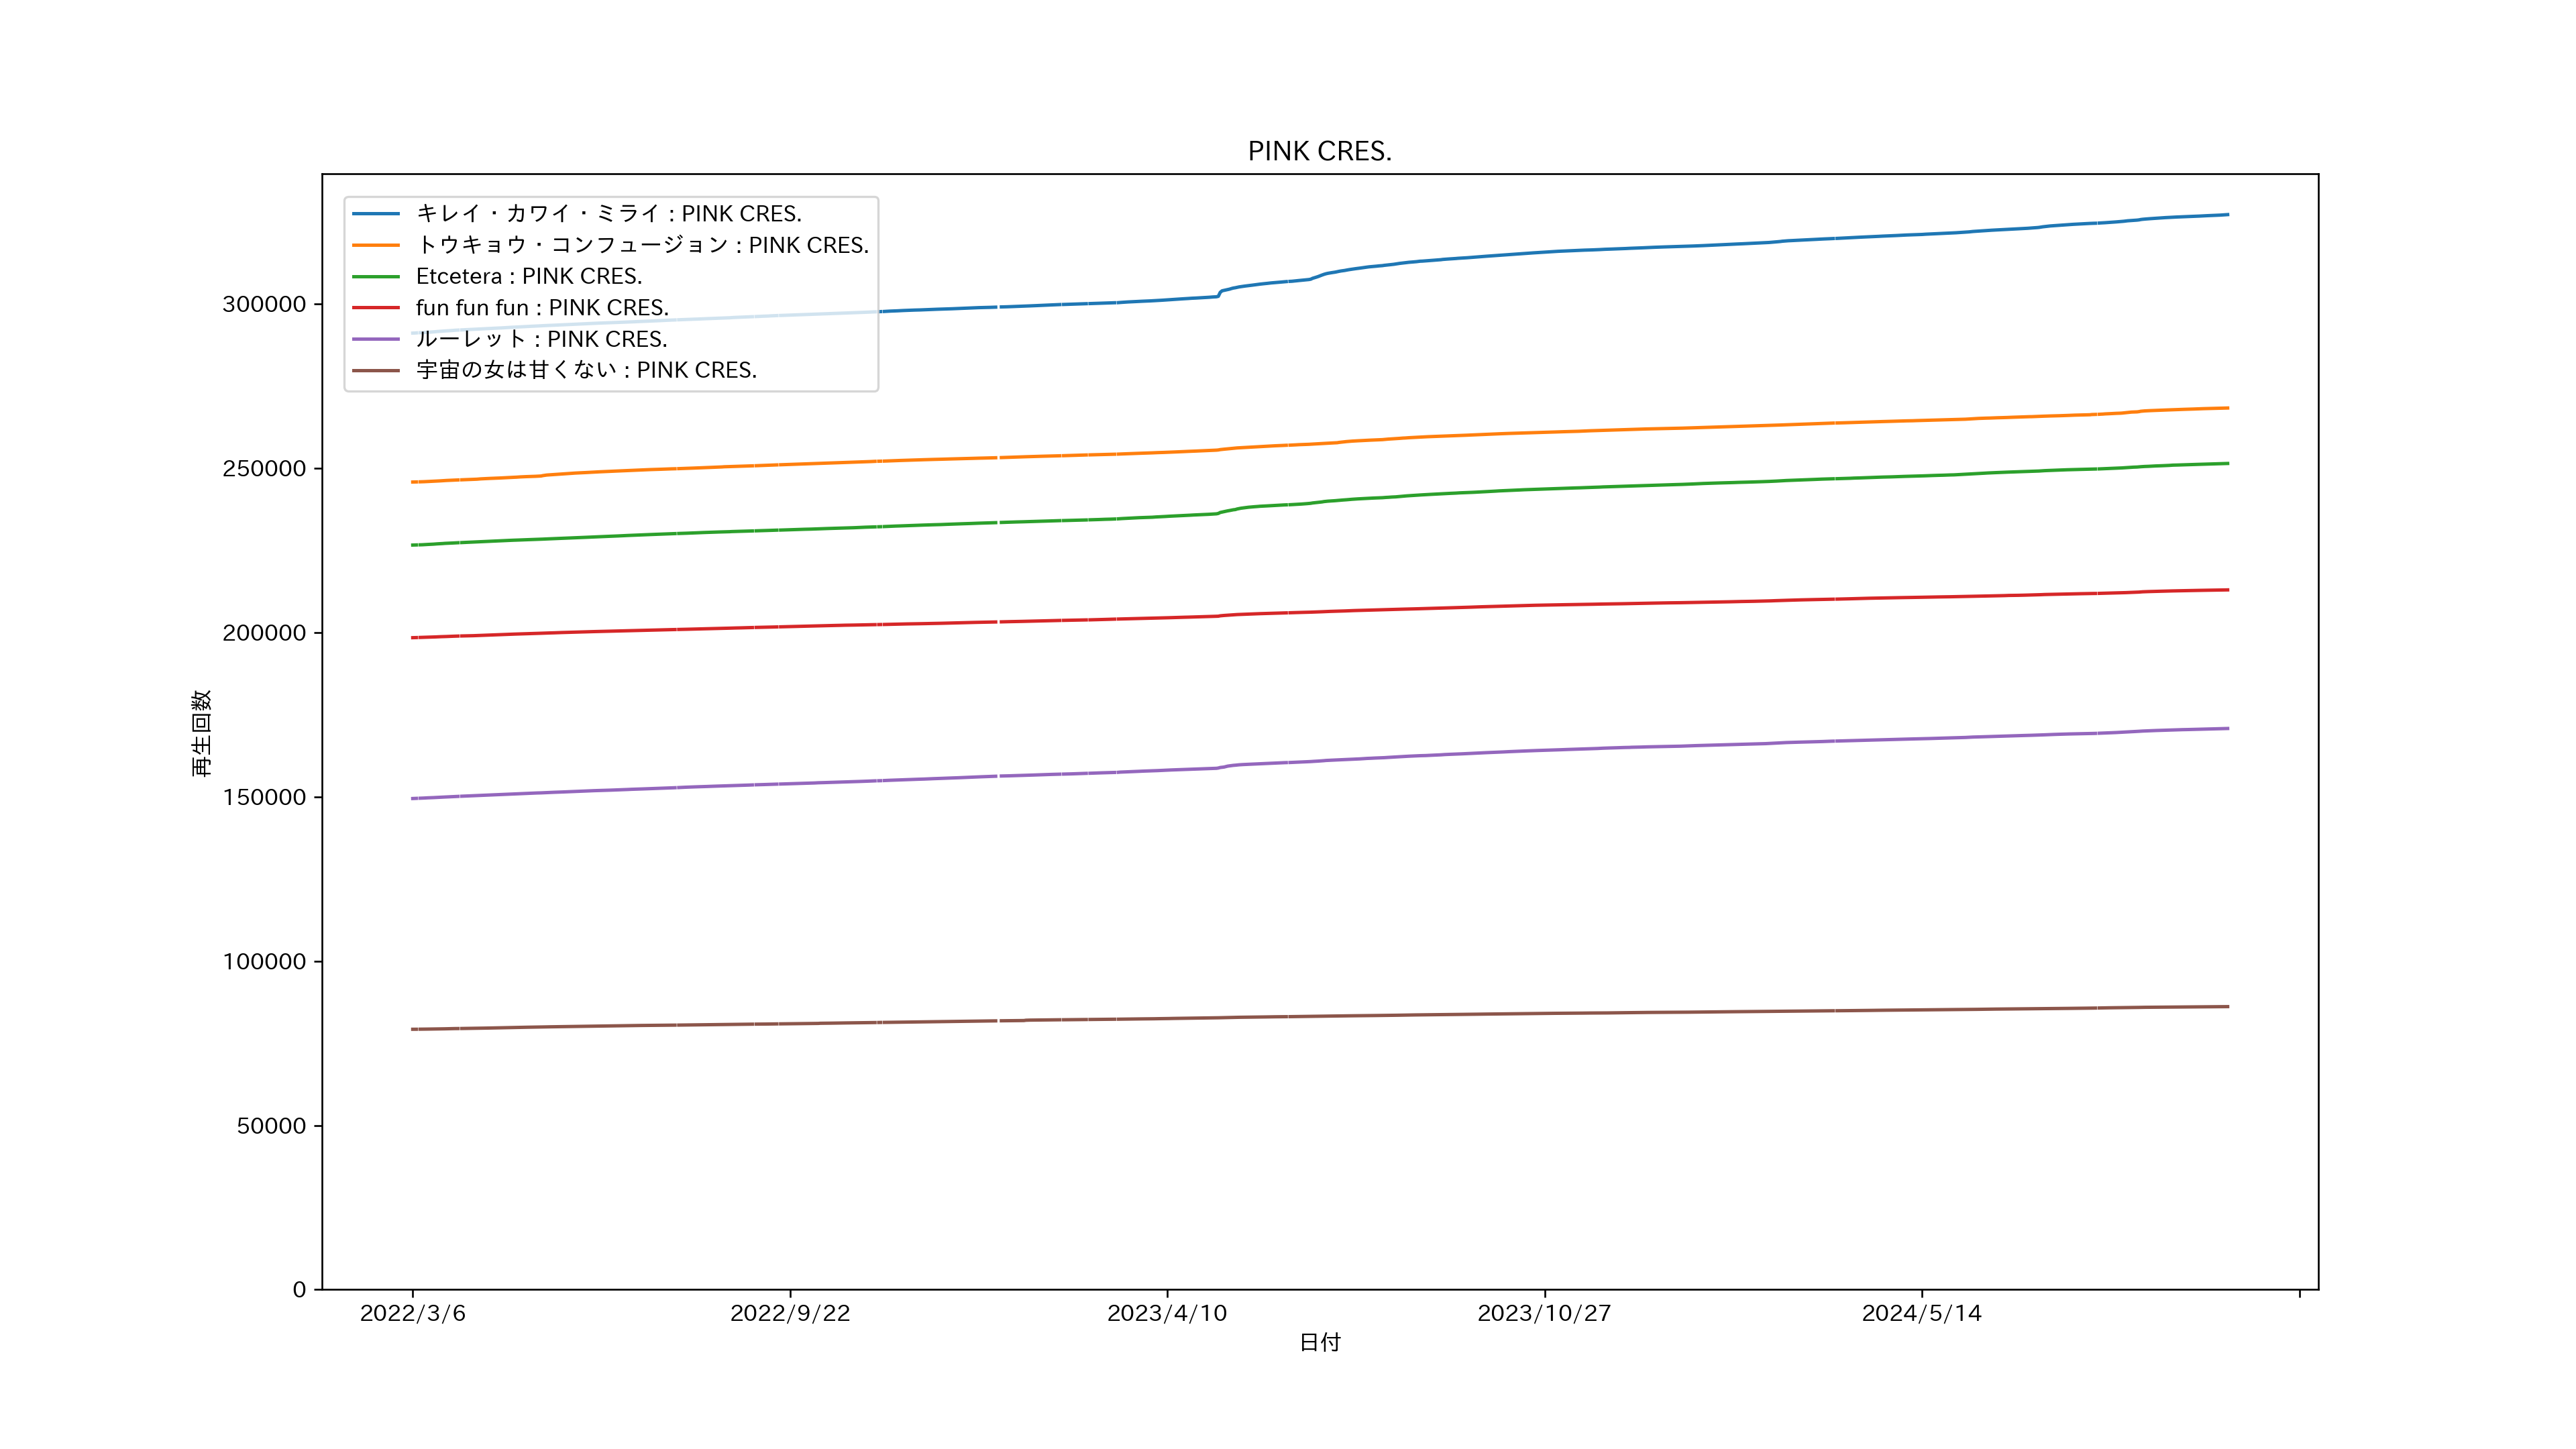 PINK CRES.
キレイ・カワイ・ミライ : PINK CRES.
トウキョウ・コンフュージョン : PINK CRES.
Etcetera : PINK CRES.
fun fun fun : PINK CRES.
ルーレット : PINK CRES.
宇宙の女は甘くない : PINK CRES.
300000
250000
200000
150000
100000
50000
0
再生回数
2022/3/6
2022/9/22
2023/4/10
2023/10/27
2024/5/14
日付